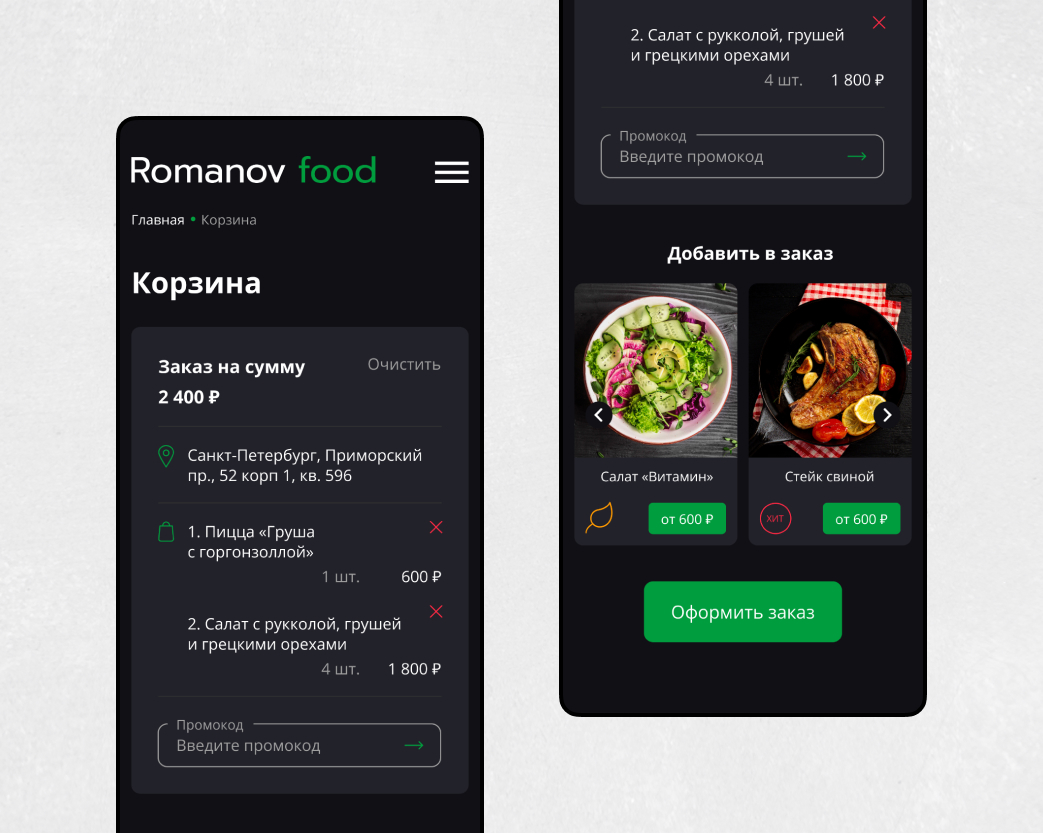 Romanov food
Главная • Корзина
Корзина
Заказ на сумму
Очистить
2 400 ₽
Санкт-Петербург, Приморский
пр., 52 корп 1, кв. 596
1. Пицца «Груша
с горгонзоллой»
1 шт. 600 ₽
2. Салат с рукколой, грушей
и грецкими орехами
4 шт. 1 800 ₽
Промокод
Введите промокод
2. Салат с рукколой, грушей
и грецкими орехами
4 шт. 1 800 ₽
Промокод
Введите промокод
Добавить в заказ
Салат «Витамин»
от 600 ₽
Стейк свиной
ХИТ
от 600 ₽
Оформить заказ